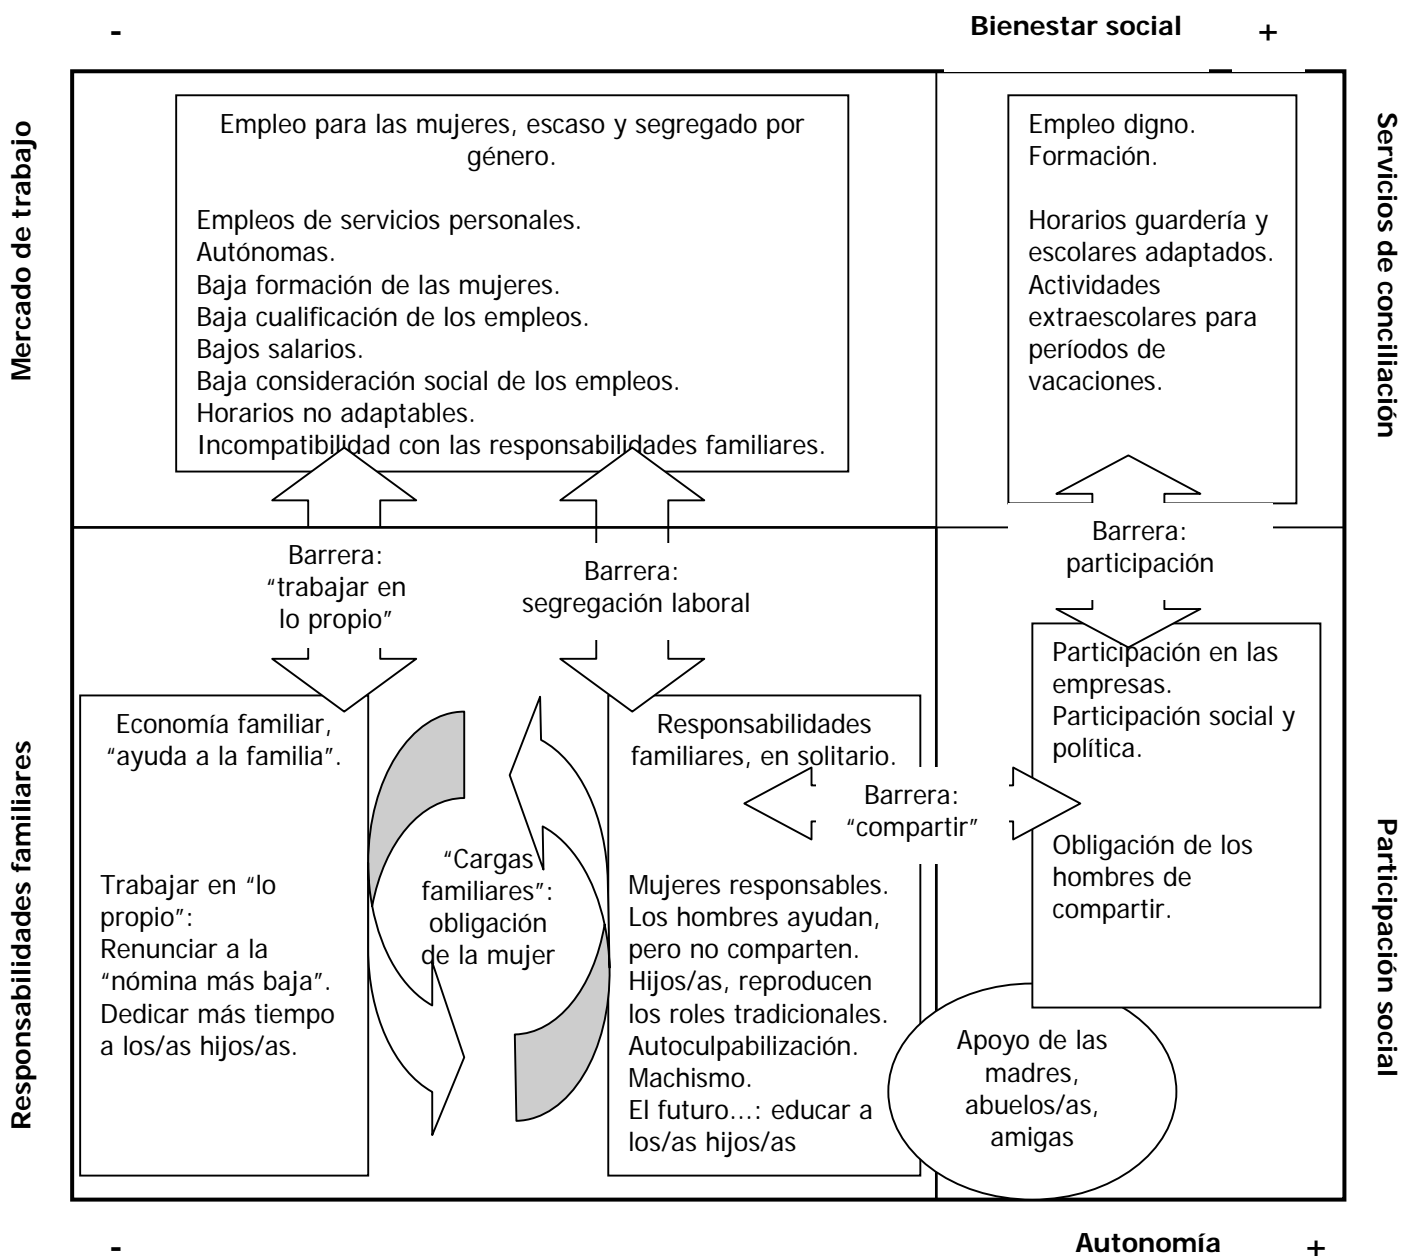 -
Bienestar social
+
Mercado de trabajo
Empleo para las mujeres, escaso y segregado por
género.
Empleos de servicios personales.
Autónomas.
Baja formación de las mujeres.
Baja cualificación de los empleos.
Bajos salarios.
Baja consideración social de los empleos.
Horarios no adaptables.
Incompatibilidad con las responsabilidades familiares.
Empleo digno.
Formación.
Horarios guardería y
escolares adaptados.
Actividades
extraescolares para
períodos de
vacaciones.
Servicios de conciliación
Barrera:
“trabajar en
lo propio”
Barrera:
segregación laboral
Barrera:
participación
Responsabilidades familiares
Economía familiar,
“ayuda a la familia”.
Trabajar en “lo
propio”:
Renunciar a la
“nómina más baja”.
Dedicar más tiempo
a los/as hijos/as.
“Cargas
familiares”:
obligación
de la mujer
Responsabilidades
familiares, en solitario.
Mujeres responsables.
Los hombres ayudan,
pero no comparten.
Hijos/as, reproducen
los roles tradicionales.
Autoculpabilización.
Machismo.
El futuro...: educar a
los/as hijos/as
Barrera:
“compartir”
Participación en las
empresas.
Participación social y
política.
Obligación de los
hombres de
compartir.
Apoyo de las
madres,
abuelos/as,
amigas
Participación social
-
Autonomía
+